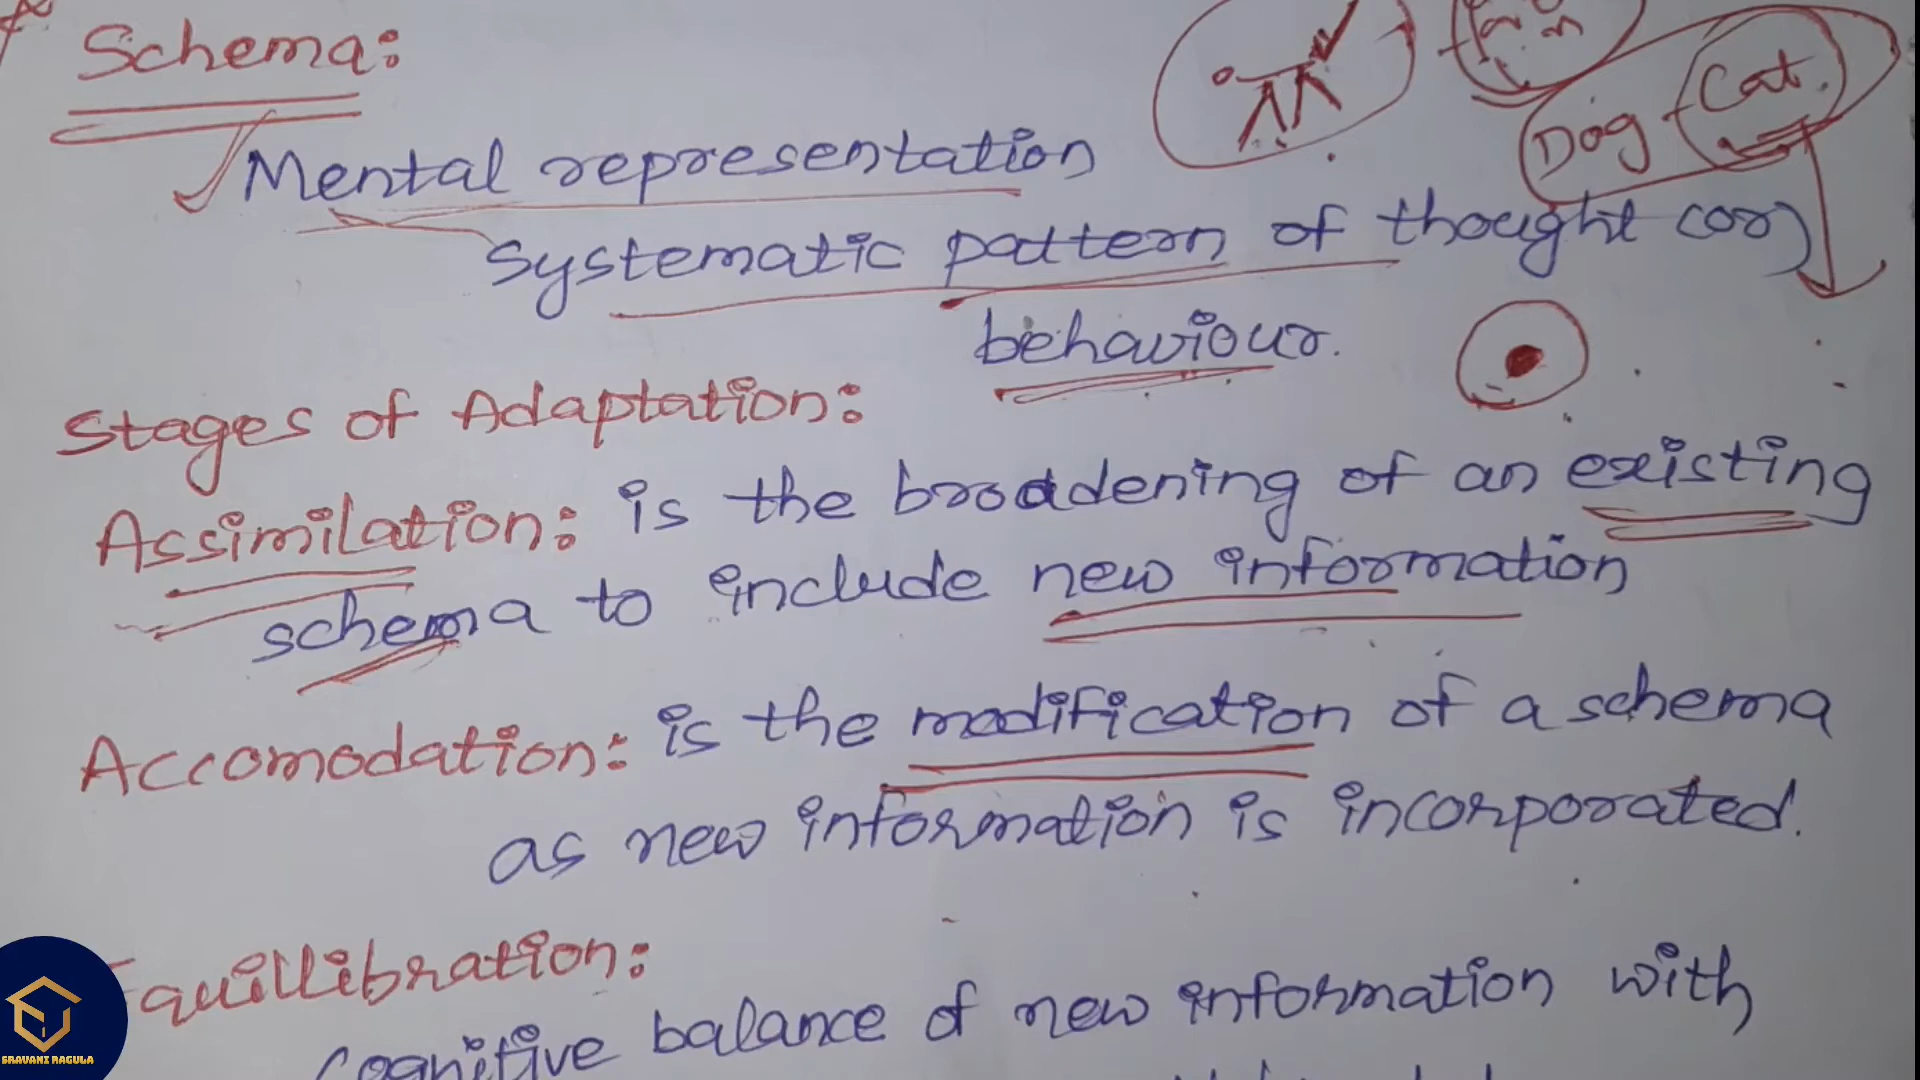 Schema:
Dog - Cat.
Mental representation
systematic pattern of thought (or)
behaviour.
Stages of Adaptation:
Assimilation: is the broadening of an existing
schema to include new information
Accomodation: is the modification of a schema
as new information is incorporated.
Equillibration:
Cognitive balance of new information with
SRAVANI RAGULA